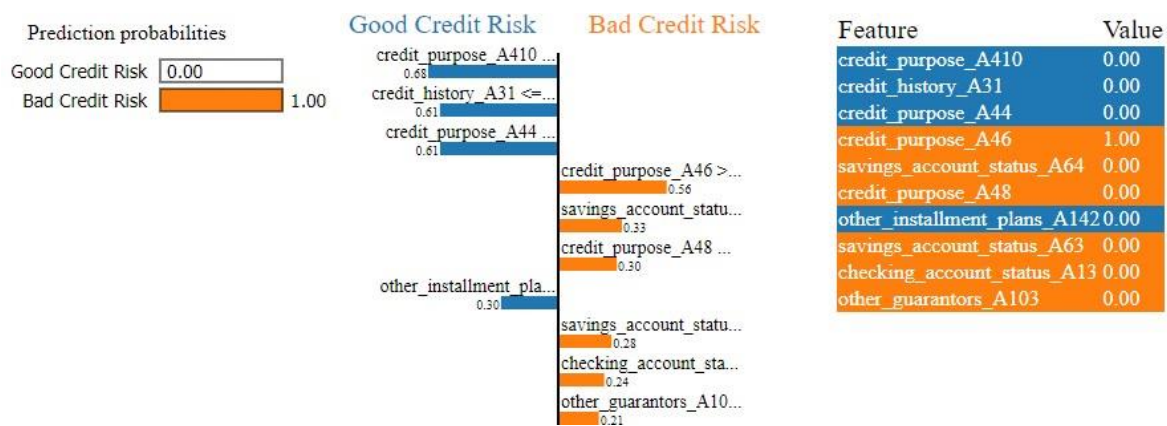 Prediction probabilities
Good Credit Risk 0.00
Bad Credit Risk 1.00
Good Credit Risk Bad Credit Risk
credit_purpose_A410 ...
0.68
credit_history_A31 <=...
0.61
credit_purpose_A44 ...
0.61
credit_purpose_A46 >...
0.56
savings_account_statu...
0.33
credit_purpose_A48 ...
0.30
other_installment_pla...
0.30
savings_account_statu...
0.28
checking_account_sta...
0.24
other_guarantors_A10...
0.21
Feature Value
credit_purpose_A410 0.00
credit_history_A31 0.00
credit_purpose_A44 0.00
credit_purpose_A46 1.00
savings_account_status_A64 0.00
credit_purpose_A48 0.00
other_installment_plans_A142 0.00
savings_account_status_A63 0.00
checking_account_status_A13 0.00
other_guarantors_A103 0.00